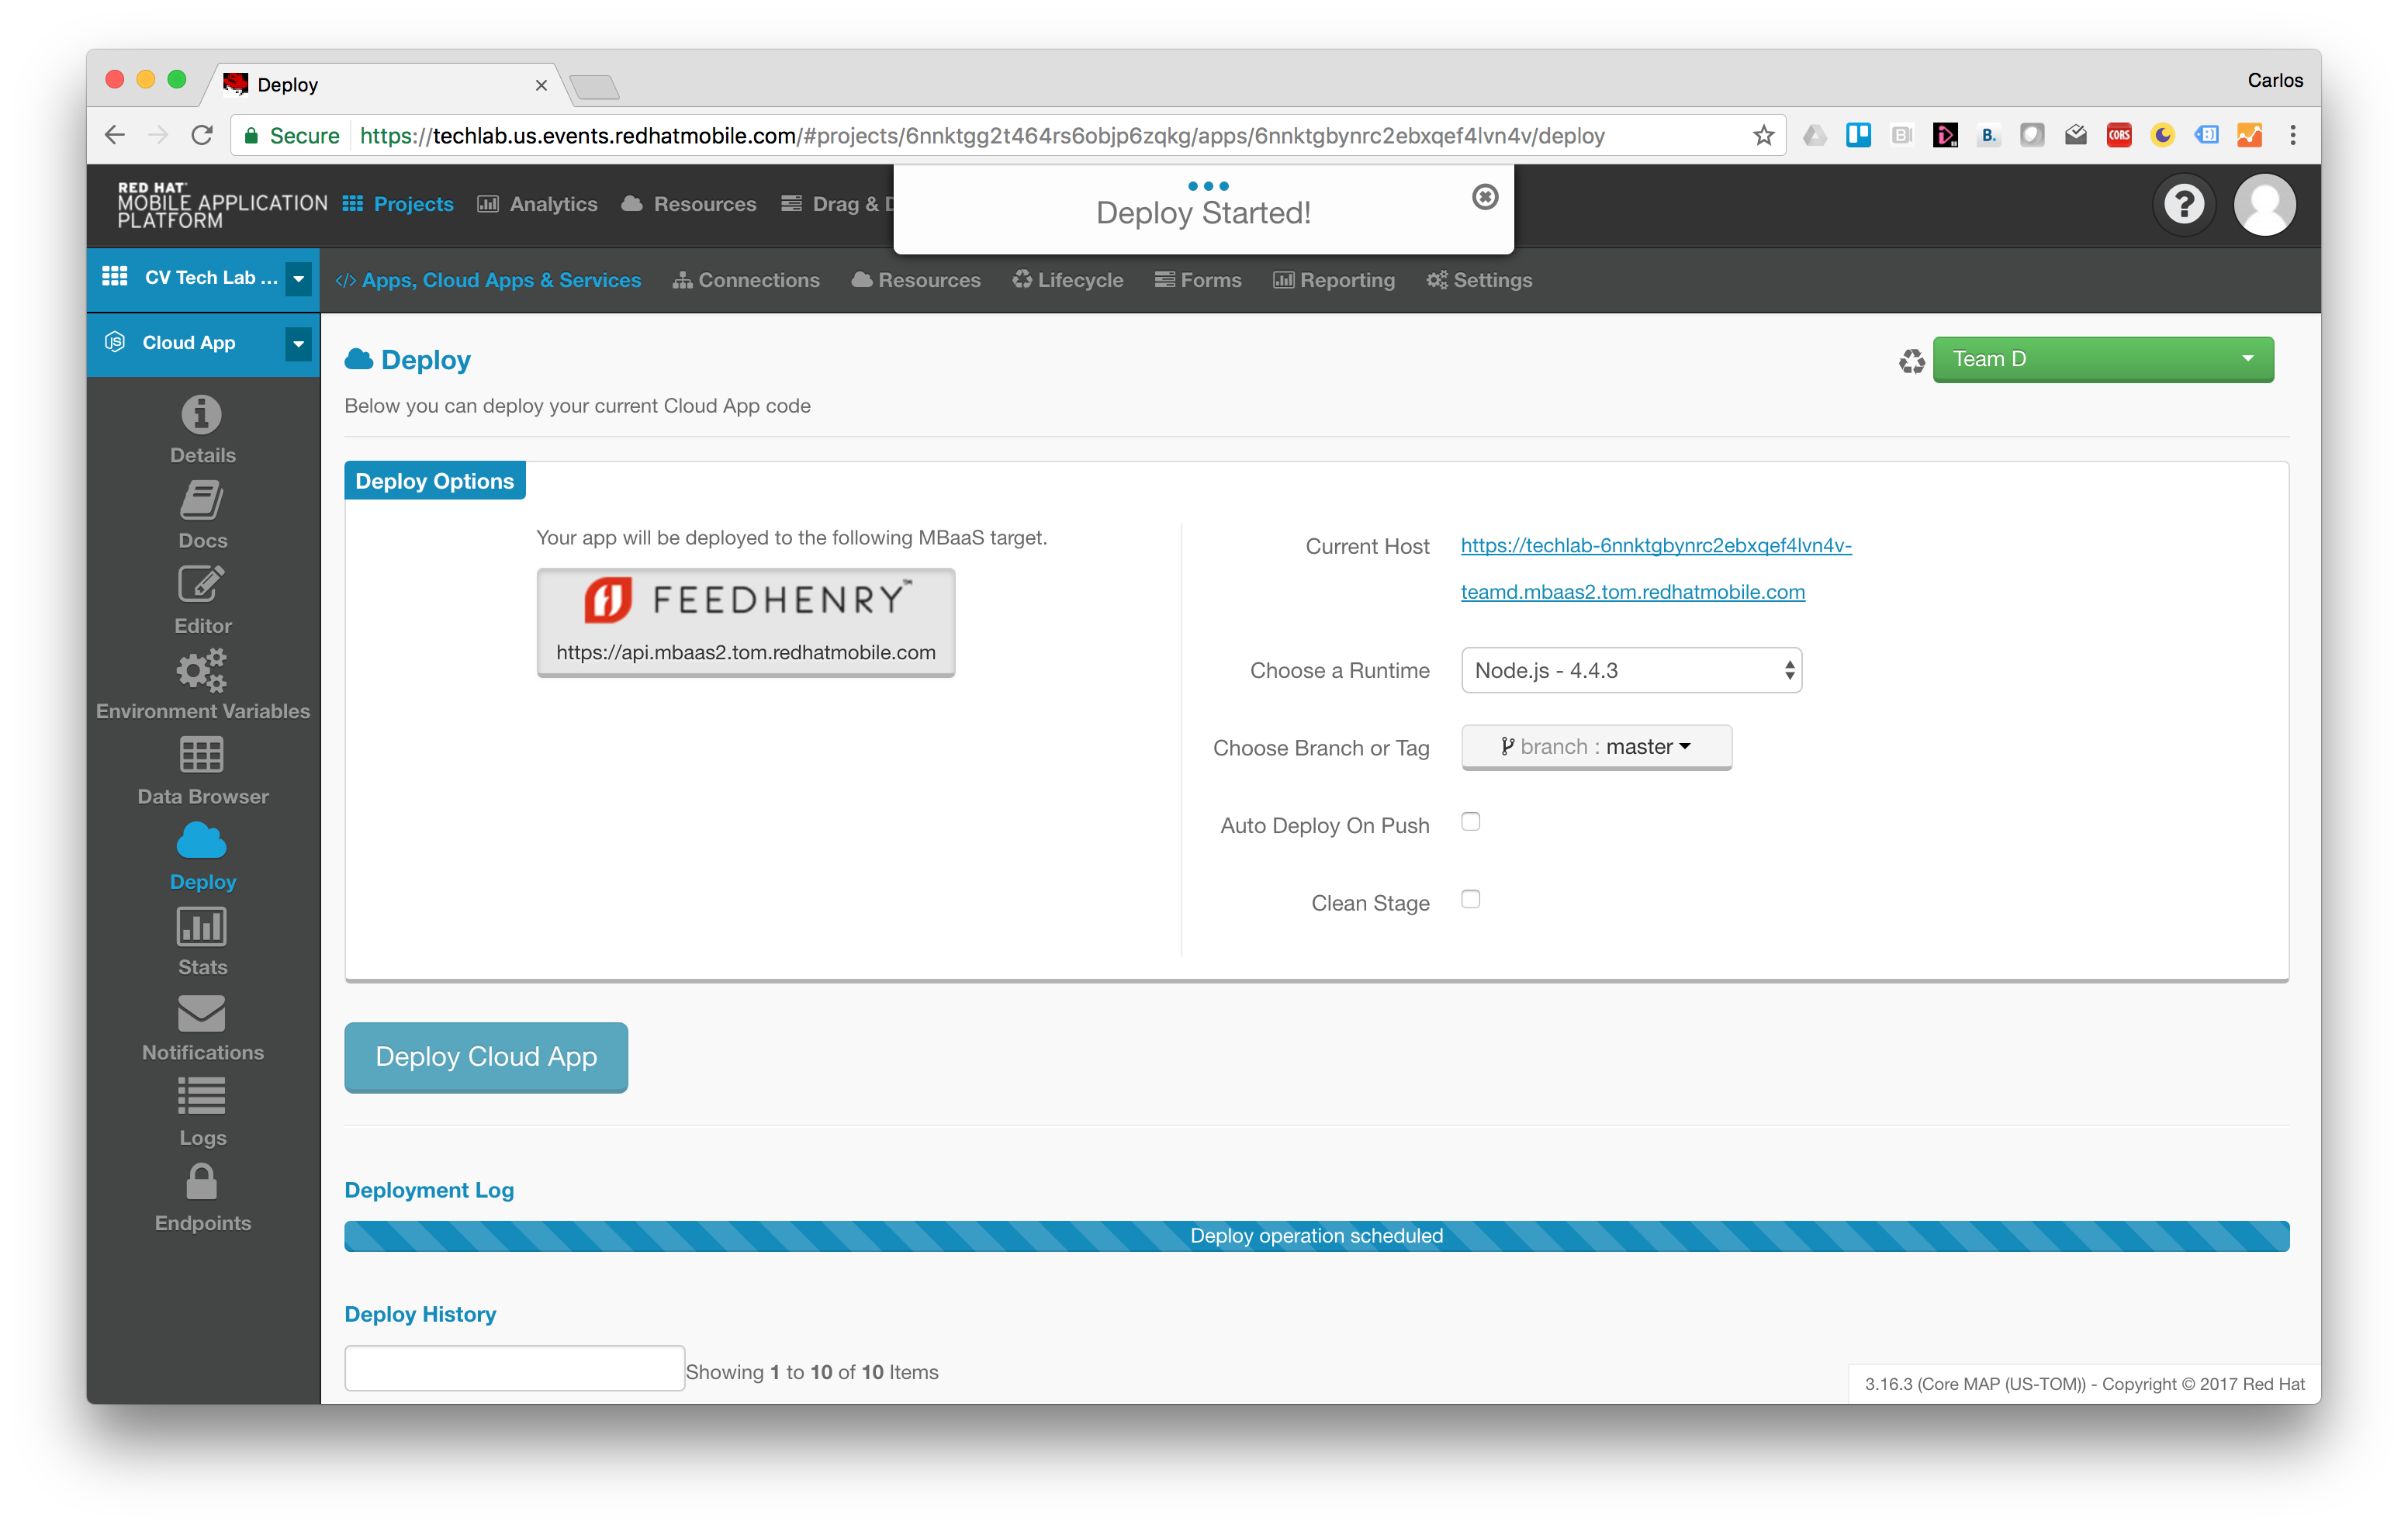 Deploy
Carlos
Secure https://techlab.us.events.redhatmobile.com/#projects/6nnktgg2t464rs6objp6zqkg/apps/6nnktgbynrc2ebxqef4lvn4v/deploy
B.
CORS
RED HAT
MOBILE APPLICATION
PLATFORM
Projects
Analytics
Resources
Drag & D
Deploy Started!
?
CV Tech Lab ...
</> Apps, Cloud Apps & Services
Connections
Resources
Lifecycle
Forms
Reporting
Settings
JS
Cloud App
Details
Docs
Editor
Environment Variables
Data Browser
Deploy
Stats
Notifications
Logs
Endpoints
Deploy
Team D
Below you can deploy your current Cloud App code
Deploy Options
Your app will be deployed to the following MBaaS target.
FEEDHENRY™
https://api.mbaas2.tom.redhatmobile.com
Current Host
https://techlab-6nnktgbynrc2ebxqef4lvn4v-
teamd.mbaas2.tom.redhatmobile.com
Choose a Runtime
Node.js - 4.4.3
Choose Branch or Tag
branch : master
Auto Deploy On Push
Clean Stage
Deploy Cloud App
Deployment Log
Deploy operation scheduled
Deploy History
Showing 1 to 10 of 10 Items
3.16.3 (Core MAP (US-TOM)) - Copyright © 2017 Red Hat